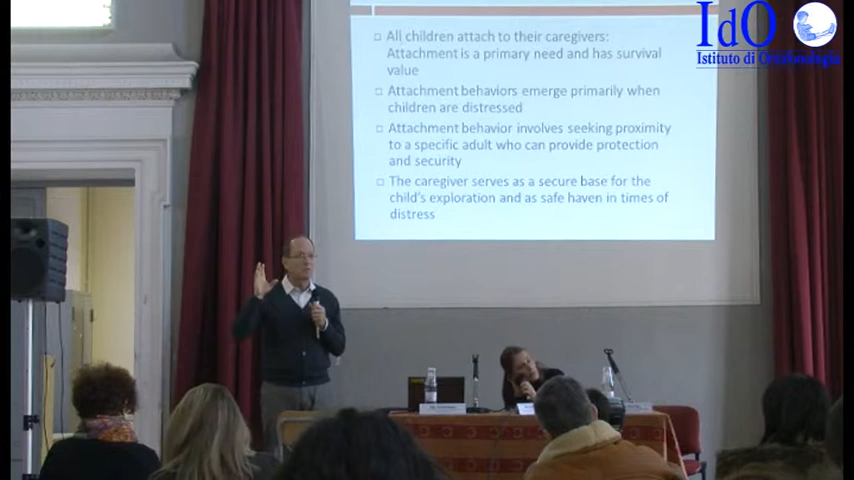 IdO
Istituto di Ortofonologia
All children attach to their caregivers:
Attachment is a primary need and has survival
value
Attachment behaviors emerge primarily when
children are distressed
Attachment behavior involves seeking proximity
to a specific adult who can provide protection
and security
The caregiver serves as a secure base for the
child's exploration and as safe haven in times of
distress